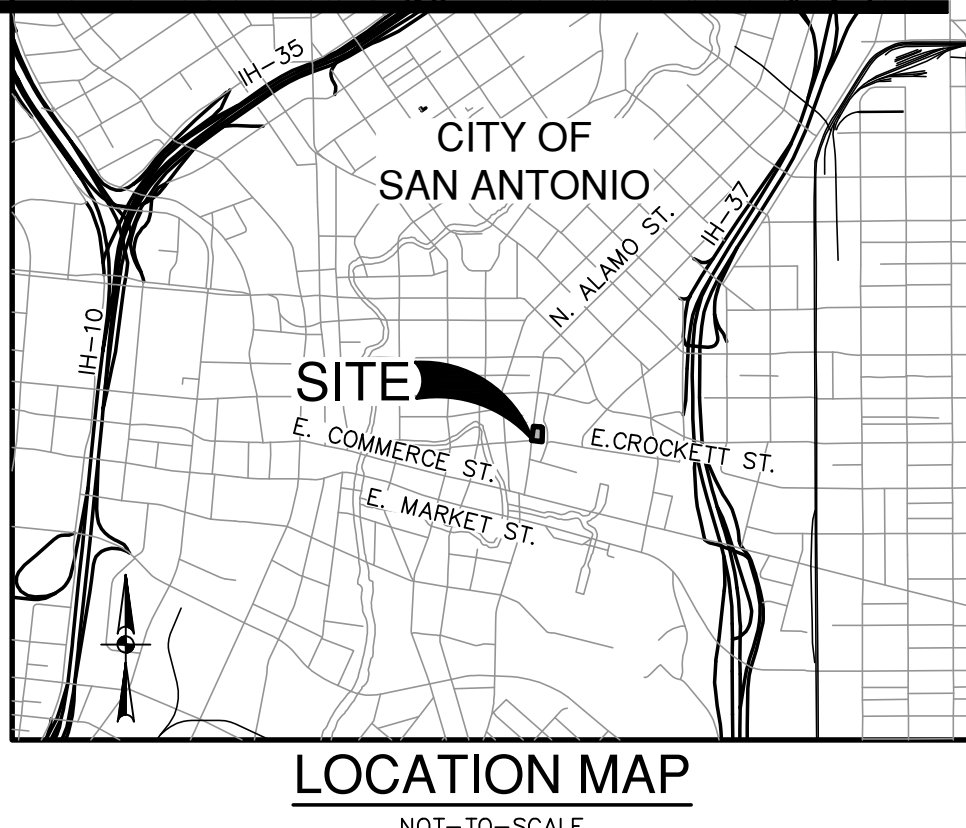 IH-35
CITY OF
SAN ANTONIO
N. ALAMO ST.
IH-37
IH-10
SITE
E. COMMERCE ST.
E.CROCKETT ST.
E. MARKET ST.
LOCATION MAP
NOT-TO-SCALE